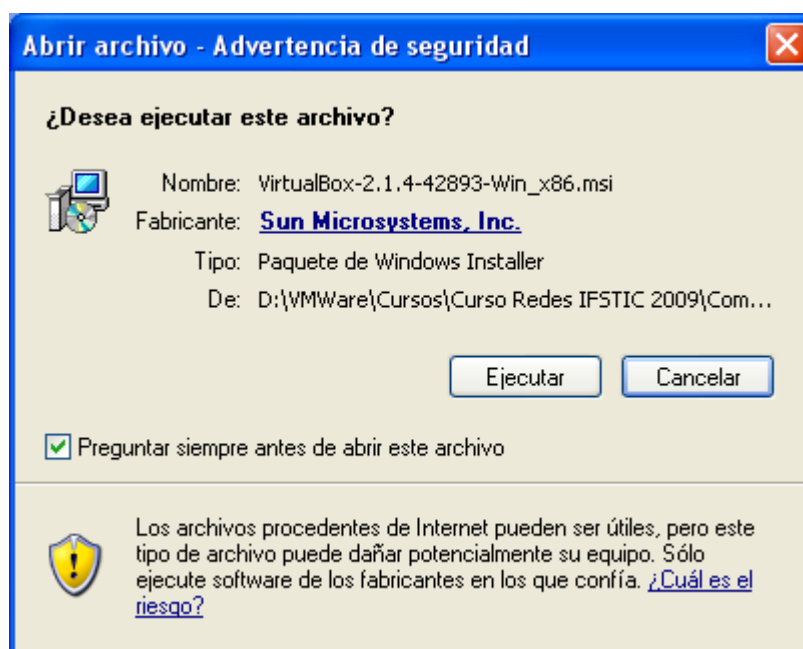 Abrir archivo - Advertencia de seguridad
¿Desea ejecutar este archivo?
Nombre: VirtualBox-2.1.4-42893-Win_x86.msi
Fabricante: Sun Microsystems, Inc.
Tipo: Paquete de Windows Installer
De: D:\VMWare\Cursos\Curso Redes IFSTIC 2009\Com...
Ejecutar Cancelar
Preguntar siempre antes de abrir este archivo
Los archivos procedentes de Internet pueden ser útiles, pero este
tipo de archivo puede dañar potencialmente su equipo. Sólo
ejecute software de los fabricantes en los que confía. ¿Cuál es el
riesgo?